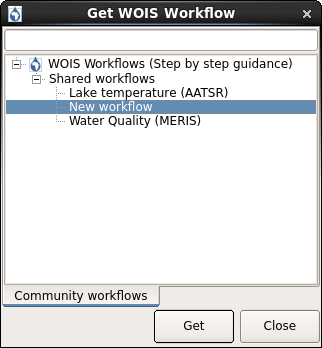 Get WOIS Workflow
WOIS Workflows (Step by step guidance)
Shared workflows
Lake temperature (AATSR)
New workflow
Water Quality (MERIS)
Community workflows
Get
Close